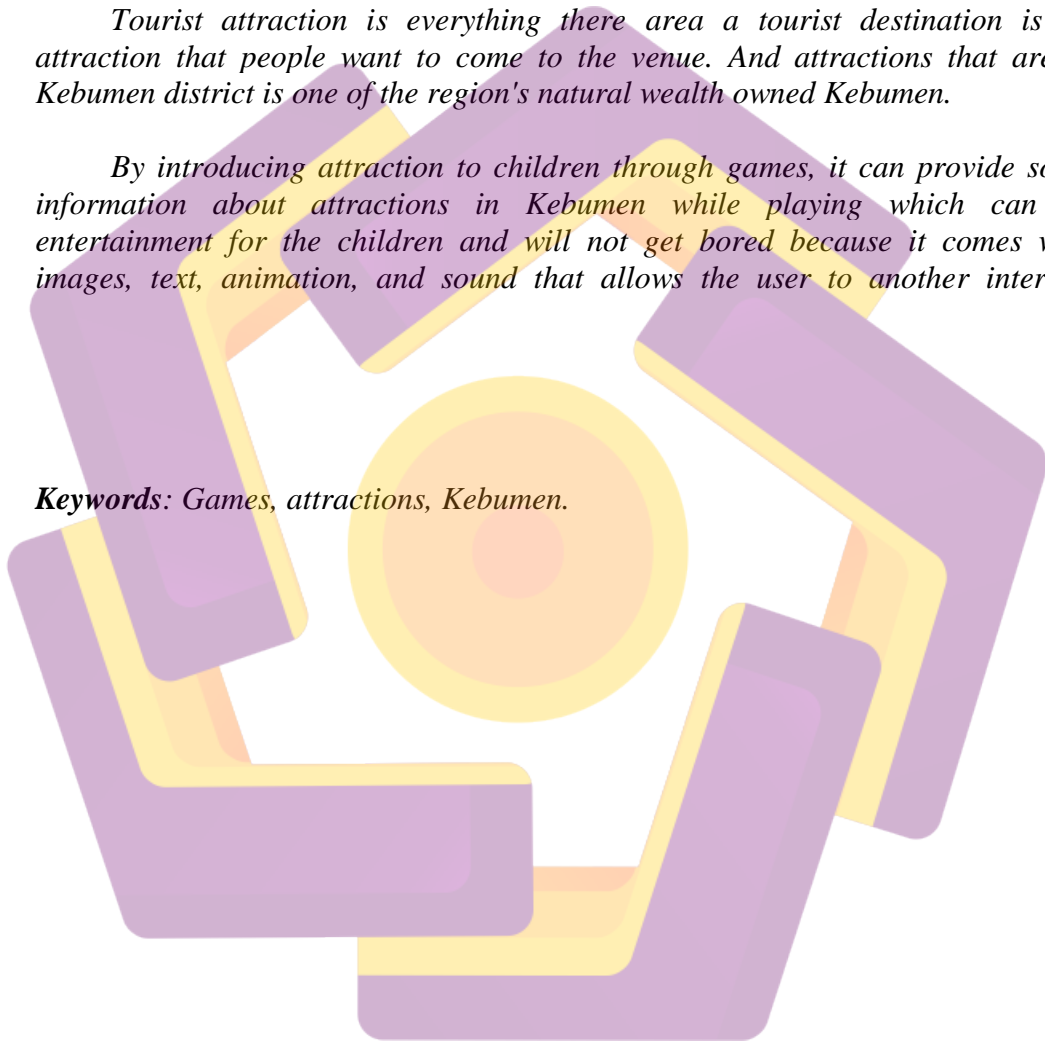 Tourist attraction is everything there area a tourist destination is
attraction that people want to come to the venue. And attractions that are
Kebumen district is one of the region's natural wealth owned Kebumen.
By introducing attraction to children through games, it can provide
information about attractions in Kebumen while playing which can
entertainment for the children and will not get bored because it comes
images, text, animation, and sound that allows the user to another
Keywords: Games, attractions, Kebumen.